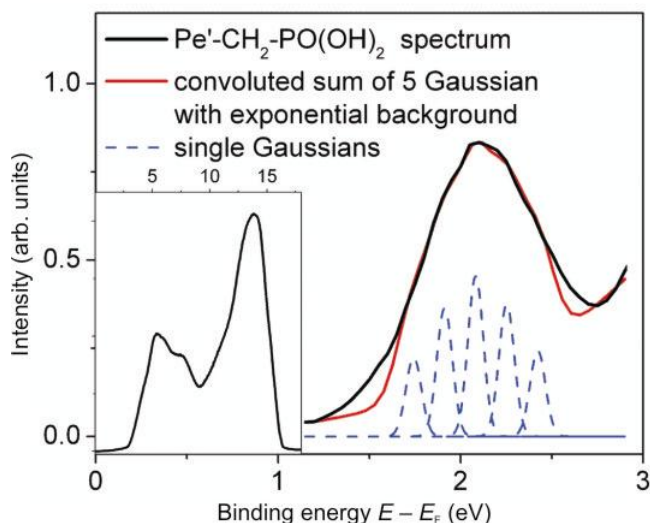 Pe'-CH₂-PO(OH)₂ spectrum
convoluted sum of 5 Gaussian
with exponential background
single Gaussians
1.0
0.5
0.0
5 10 15
0 1 2 3
Intensity (arb. units)
Binding energy E – E_F (eV)